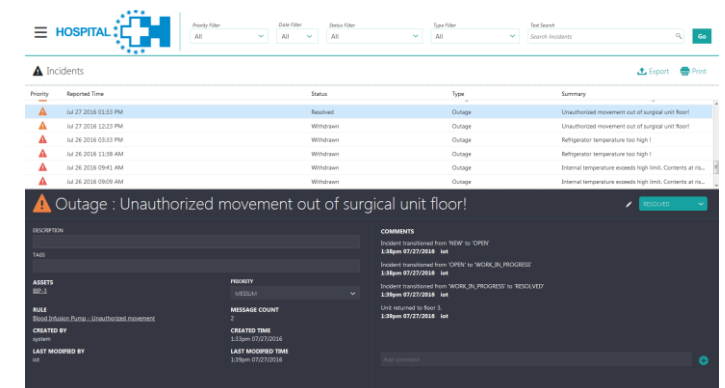 HOSPITAL
Priority Filter
All
Date Filter
All
Status Filter
All
Type Filter
All
Text Search
Search Incidents
Go
Incidents
Export
Print
Priority Reported Time Status Type Summary
Jul 27 2016 01:33 PM Resolved Outage Unauthorized movement out of surgical unit floor!
Jul 27 2016 12:23 PM Withdrawn Outage Unauthorized movement out of surgical unit floor!
Jul 26 2016 03:33 PM Withdrawn Outage Refrigerator temperature too high !
Jul 26 2016 11:38 AM Withdrawn Outage Refrigerator temperature too high !
Jul 26 2016 09:41 AM Withdrawn Outage Internal temperature exceeds high limit. Contents at ris...
Jul 26 2016 09:09 AM Withdrawn Outage Internal temperature exceeds high limit. Contents at ris...
Outage : Unauthorized movement out of surgical unit floor!
RESOLVED
DESCRIPTION
TAGS
ASSETS
PRIORITY
MEDIUM
RULE
Blood Infusion Pump - Unauthorized movement
MESSAGE COUNT
2
CREATED BY
system
CREATED TIME
1:33pm 07/27/2016
LAST MODIFIED BY
iot
LAST MODIFIED TIME
1:39pm 07/27/2016
COMMENTS
Incident transitioned from 'NEW' to 'OPEN'
1:38pm 07/27/2016 iot
Incident transitioned from 'OPEN' to 'WORK_IN_PROGRESS'
1:38pm 07/27/2016 iot
Incident transitioned from 'WORK_IN_PROGRESS' to 'RESOLVED'
1:39pm 07/27/2016 iot
Unit returned to floor 3.
1:39pm 07/27/2016 iot
Add comment